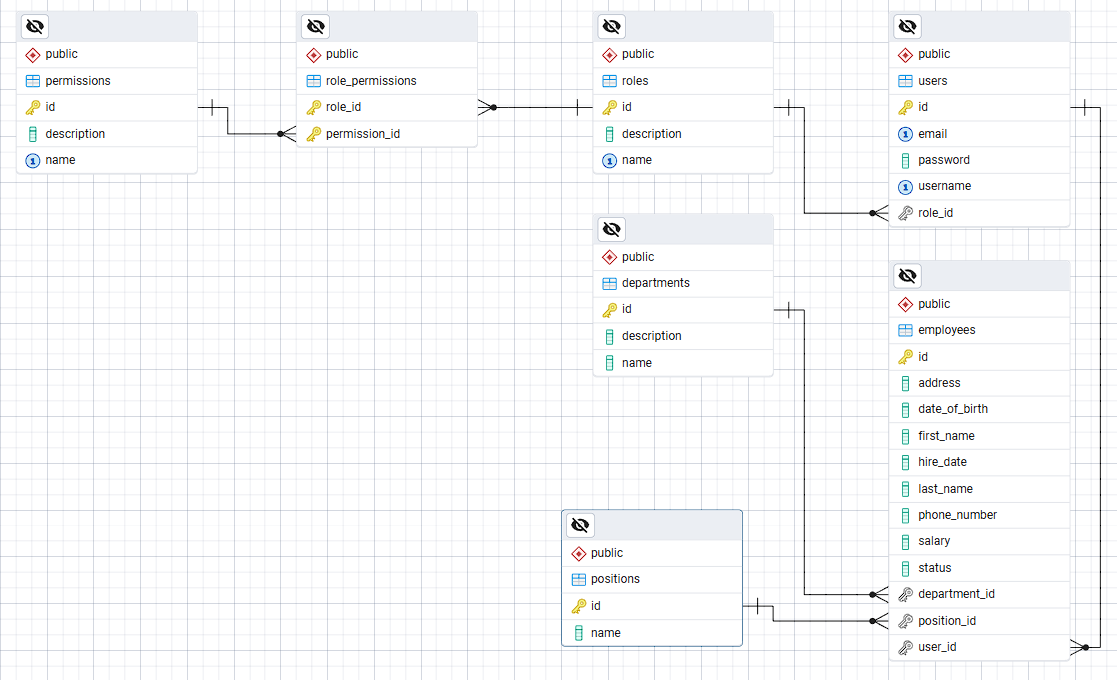 public
permissions
id
description
name
public
role_permissions
role_id
permission_id
public
roles
id
description
name
public
users
id
1 email
password
1 username
role_id
public
departments
id
description
name
public
employees
id
address
date_of_birth
first_name
hire_date
last_name
phone_number
salary
status
department_id
position_id
user_id
public
positions
id
name